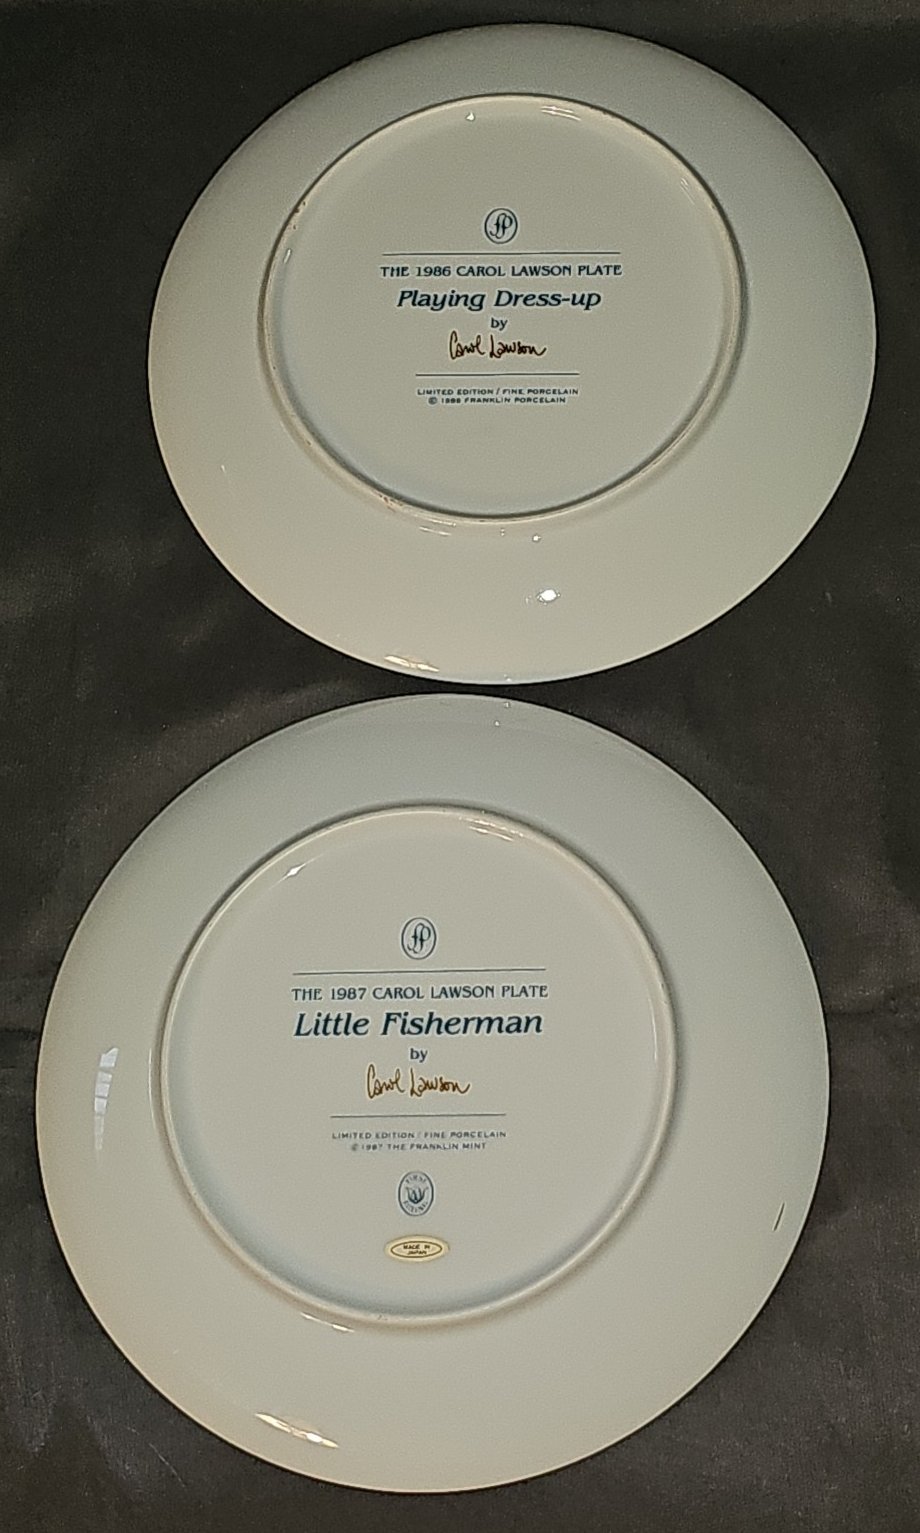 fP
THE 1986 CAROL LAWSON PLATE
Playing Dress-up
by
Carol Lawson
LIMITED EDITION / FINE PORCELAIN
© 1986 FRANKLIN PORCELAIN
fP
THE 1987 CAROL LAWSON PLATE
Little Fisherman
by
Carol Lawson
LIMITED EDITION / FINE PORCELAIN
© 1987 THE FRANKLIN MINT
MADE IN
JAPAN